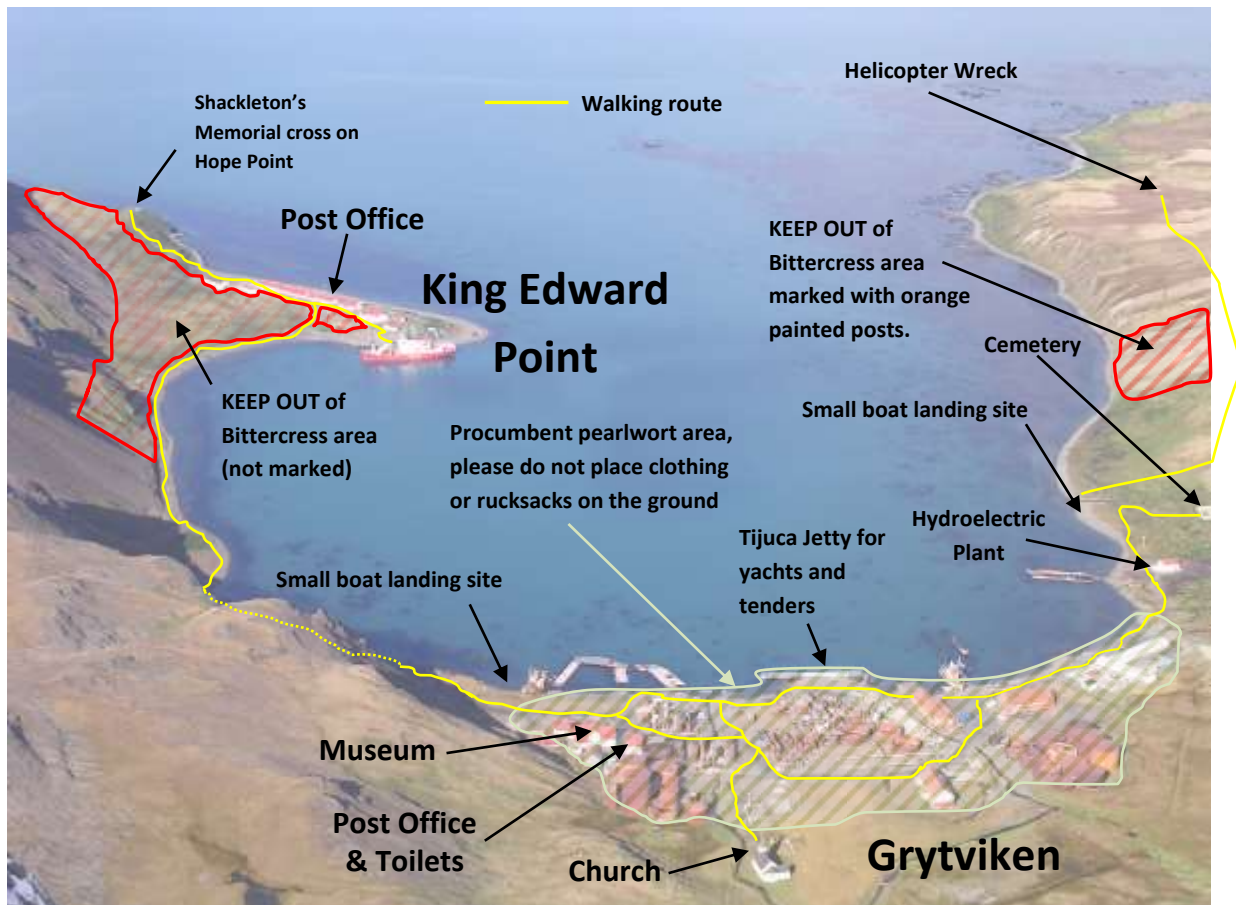 Helicopter Wreck
Shackleton's
Memorial cross on
Hope Point
Walking route
Post Office
KEEP OUT of
Bittercress area
marked with orange
painted posts.
King Edward
Point
Cemetery
KEEP OUT of
Bittercress area
(not marked)
Small boat landing site
Procumbent pearlwort area,
please do not place clothing
or rucksacks on the ground
Hydroelectric
Plant
Tijuca Jetty for
yachts and
tenders
Small boat landing site
Museum
Post Office
& Toilets
Church
Grytviken